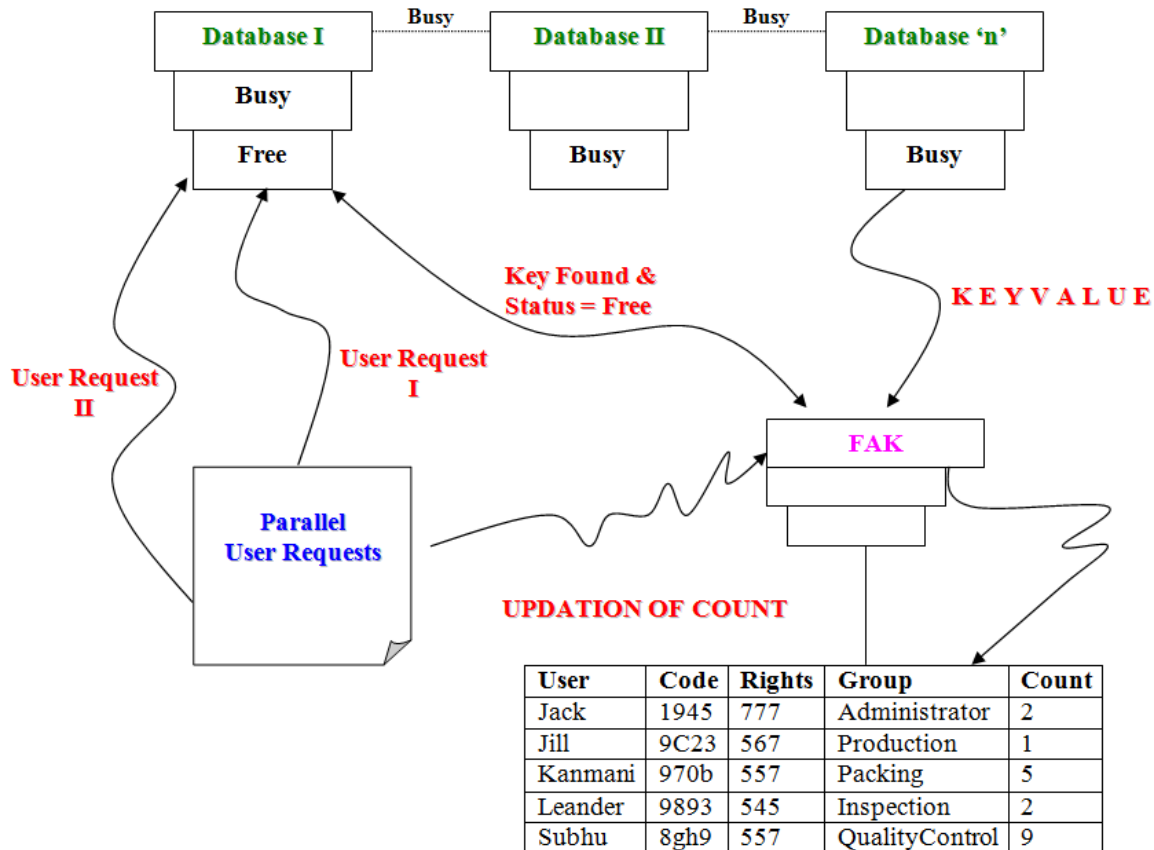 Busy
Busy
Database I
Database II
Database ‘n’
Busy
Free
Busy
Busy
Key Found &
Status = Free
K E Y V A L U E
User Request
I
User Request
II
FAK
Parallel
User Requests
UPDATION OF COUNT
User Code Rights Group Count
Jack 1945 777 Administrator 2
Jill 9C23 567 Production 1
Kanmani 970b 557 Packing 5
Leander 9893 545 Inspection 2
Subhu 8gh9 557 QualityControl 9